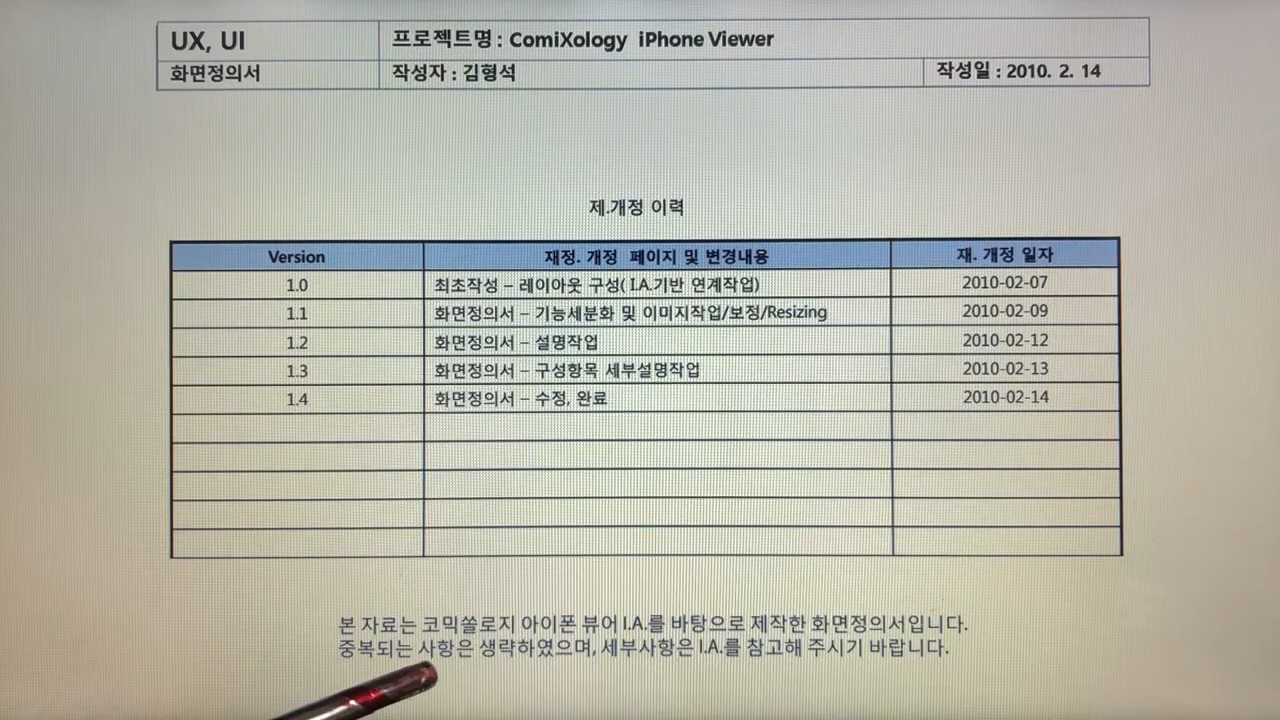 UX, UI
프로젝트명 : ComiXology iPhone Viewer
화면정의서
작성자 : 김형석
작성일 : 2010. 2. 14
제.개정 이력
Version 재정. 개정 페이지 및 변경내용 재. 개정 일자
1.0 최초작성 – 레이아웃 구성( I.A.기반 연계작업) 2010-02-07
1.1 화면정의서 – 기능세분화 및 이미지작업/보정/Resizing 2010-02-09
1.2 화면정의서 – 설명작업 2010-02-12
1.3 화면정의서 – 구성항목 세부설명작업 2010-02-13
1.4 화면정의서 – 수정, 완료 2010-02-14
본 자료는 코믹쏠로지 아이폰 뷰어 I.A.를 바탕으로 제작한 화면정의서입니다.
중복되는 사항은 생략하였으며, 세부사항은 I.A.를 참고해 주시기 바랍니다.